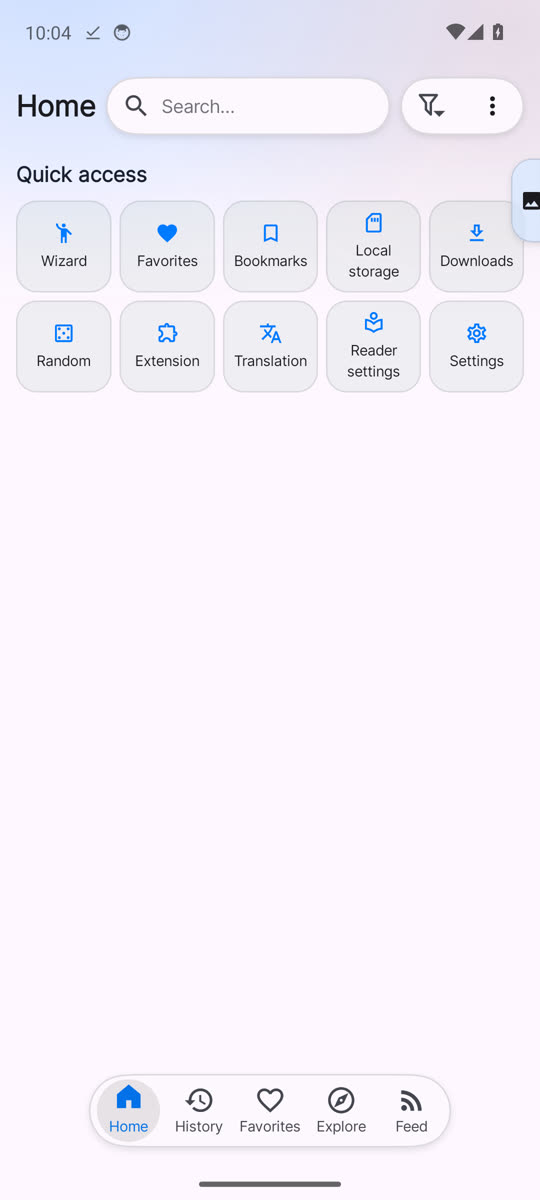 10:04
Home
Search...
Quick access
Wizard
Favorites
Bookmarks
Local
storage
Downloads
Random
Extension
Translation
Reader
settings
Settings
Home
History
Favorites
Explore
Feed